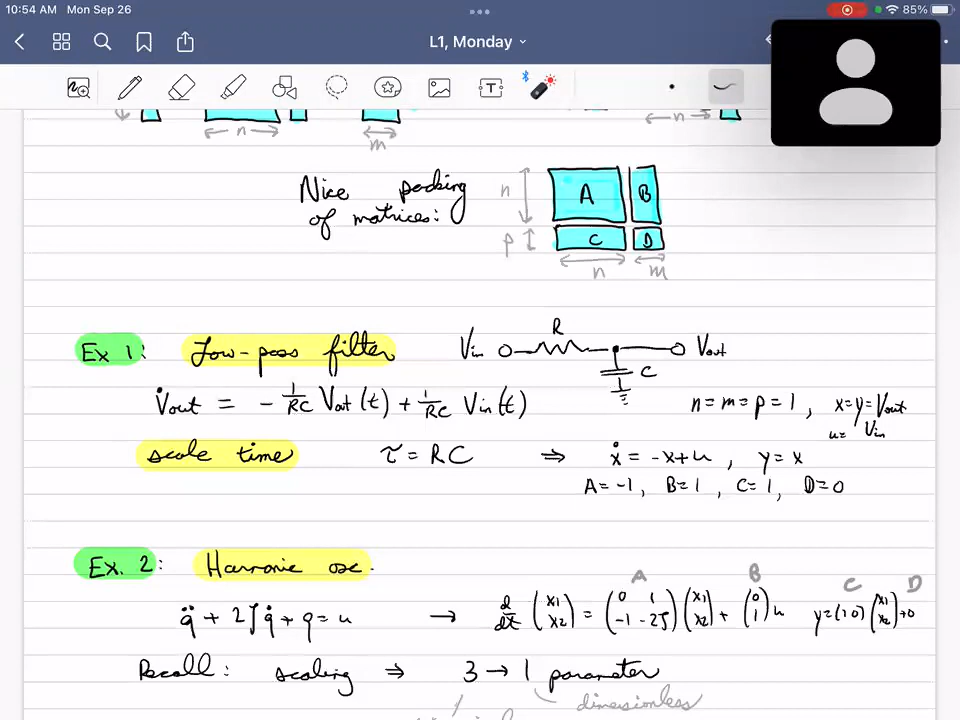 10:54 AM Mon Sep 26
85%
L1, Monday
T
n
m
n
Nice packing
of matrices:
n
A
B
p
C
D
n
m
Ex 1: Low-pass filter
Vin
R
Vout
C
V̇out = - 1/RC Vout(t) + 1/RC Vin(t)
n=m=p=1, x=y=Vout
u= Vin
scale time τ = RC ⇒ ẋ = -x+u, y=x
A=-1, B=1, C=1, D=0
Ex. 2: Harmonic osc.
A B C D
q̈ + 2ζq̇ + q = u → d/dt (x1 x2) = (0 1 -1 -2ζ)(x1 x2) + (0 1) u y=(1 0)(x1 x2)+0
Recall: scaling ⇒ 3 → 1 parameter
dimensionless